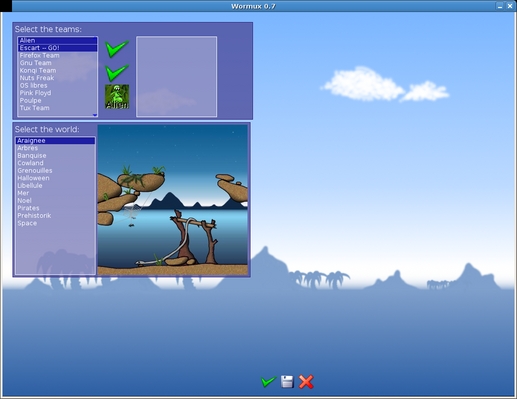 Wormux 0.7
Select the teams:
Alien
Escart -- GO!
Firefox Team
Gnu Team
Konqi Team
Nuts Freak
OS libres
Pink Floyd
Poulpe
Tux Team
Alien
Select the world:
Araignee
Arbres
Banquise
Cowland
Grenouilles
Halloween
Libellule
Mer
Noel
Pirates
Prehistorik
Space